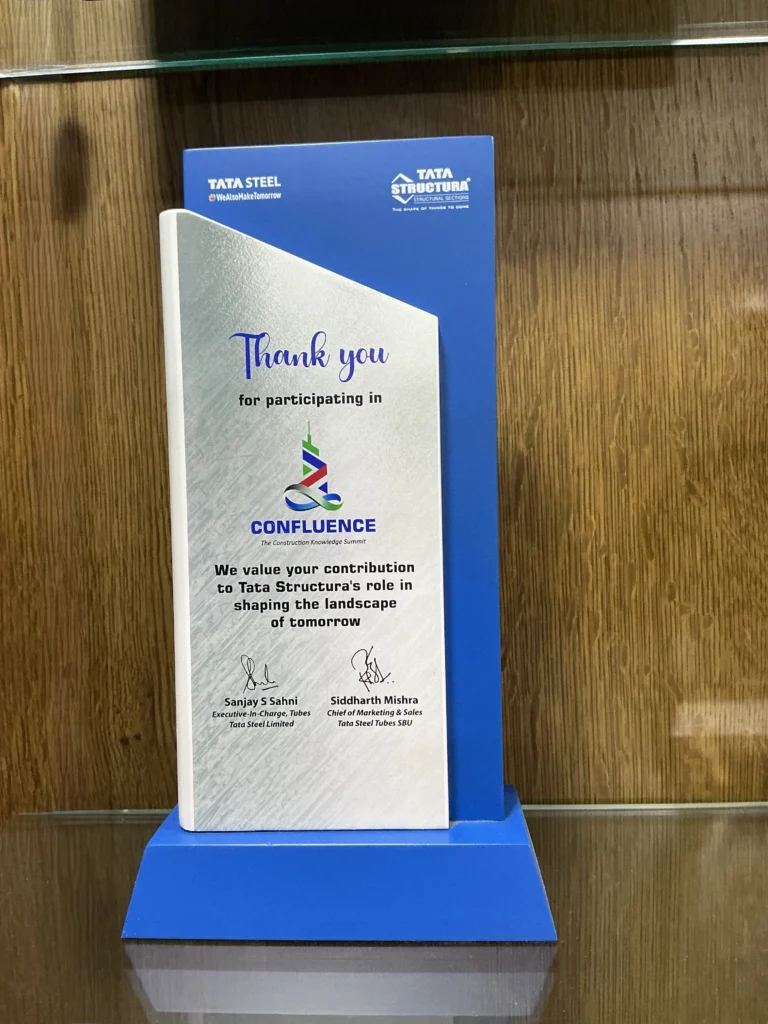 TATA STEEL
#WeAlsoMakeTomorrow
TATA
STRUCTURA®
STRUCTURAL SECTIONS
THE SHAPE OF THINGS TO COME
Thank you
for participating in
CONFLUENCE
The Construction Knowledge Summit
We value your contribution
to Tata Structura's role in
shaping the landscape
of tomorrow
Sanjay S Sahni
Executive-In-Charge, Tubes
Tata Steel Limited
Siddharth Mishra
Chief of Marketing & Sales
Tata Steel Tubes SBU